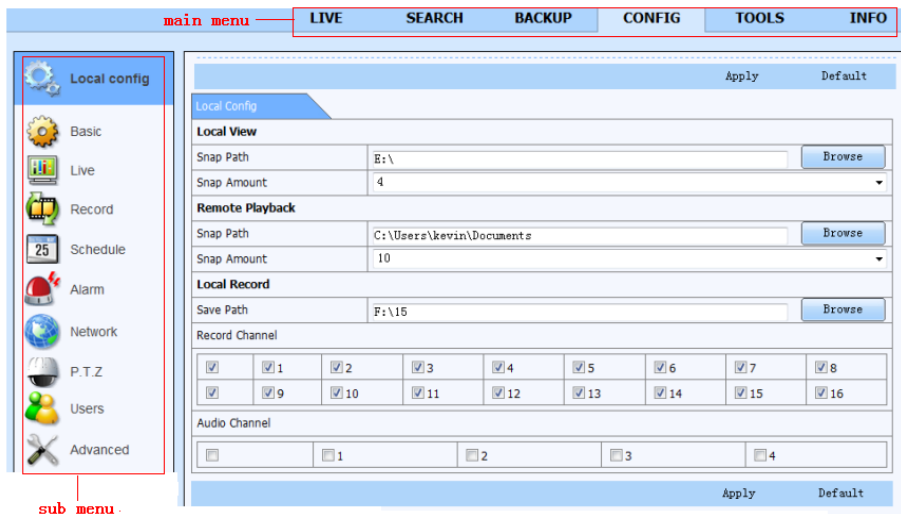 main menu LIVE SEARCH BACKUP CONFIG TOOLS INFO
Local config
Basic
Live
Record
25 Schedule
Alarm
Network
P.T.Z
Users
Advanced
sub menu
Apply Default
Local Config
Local View
Snap Path E:\ Browse
Snap Amount 4
Remote Playback
Snap Path C:\Users\kevin\Documents Browse
Snap Amount 10
Local Record
Save Path F:\15 Browse
Record Channel
1 2 3 4 5 6 7 8
9 10 11 12 13 14 15 16
Audio Channel
1 2 3 4
Apply Default